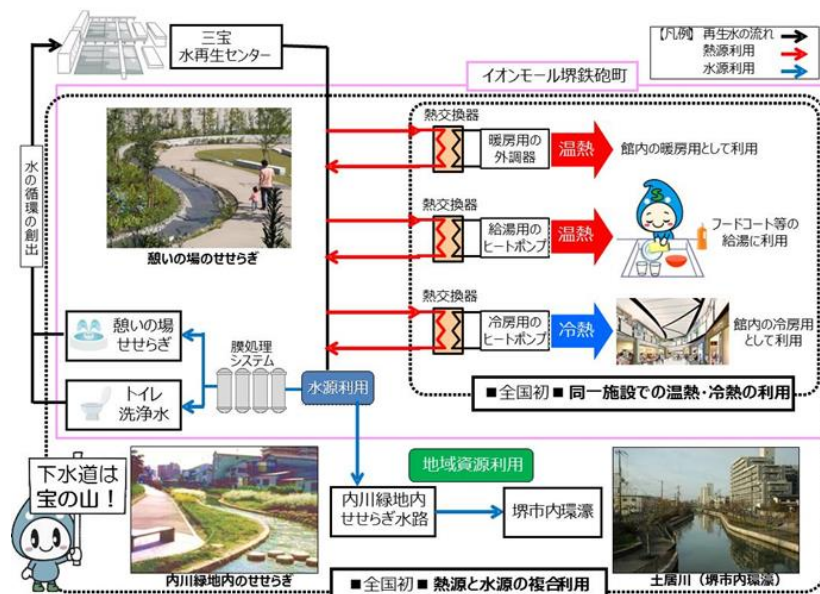 三宝
水再生センター
【凡例】 再生水の流れ
熱源利用
水源利用
イオンモール堺鉄砲町
水の循環の創出
憩いの場のせせらぎ
熱交換器
暖房用の
外調器
温熱
館内の暖房用として利用
熱交換器
給湯用の
ヒートポンプ
温熱
フードコート等の
給湯に利用
熱交換器
冷房用の
ヒートポンプ
冷熱
館内の冷房用
として利用
■全国初■ 同一施設での温熱・冷熱の利用
憩いの場
せせらぎ
トイレ
洗浄水
膜処理
システム
水源利用
地域資源利用
内川緑地内
せせらぎ水路
堺市内環濠
下水道は
宝の山！
内川緑地内のせせらぎ
■全国初■ 熱源と水源の複合利用
土居川（堺市内環濠）